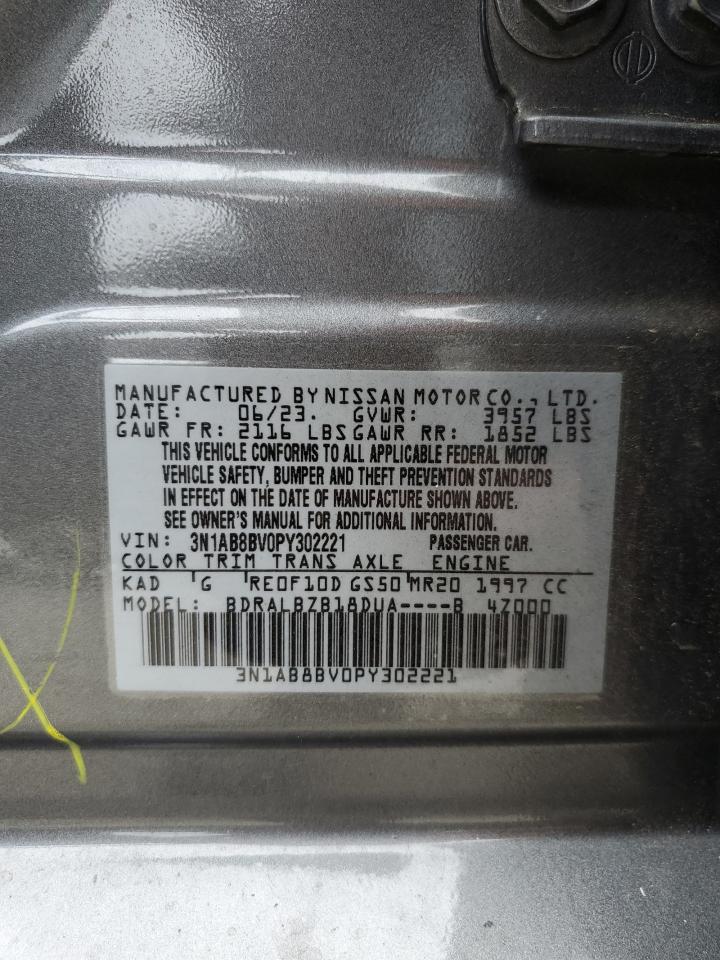 MANUFACTURED BY NISSAN MOTOR CO., LTD.
DATE: 06/23. GVWR: 3957 LBS
GAWR FR: 2116 LBS GAWR RR: 1852 LBS
THIS VEHICLE CONFORMS TO ALL APPLICABLE FEDERAL MOTOR
VEHICLE SAFETY, BUMPER AND THEFT PREVENTION STANDARDS
IN EFFECT ON THE DATE OF MANUFACTURE SHOWN ABOVE.
SEE OWNER'S MANUAL FOR ADDITIONAL INFORMATION.
VIN: 3N1AB8BV0PY302221 PASSENGER CAR.
COLOR TRIM TRANS AXLE ENGINE
KAD G RE0F10D GS50 MR20 1997 CC
MODEL: BDRALBZB18DUA----B 4Z000
3N1AB8BV0PY302221